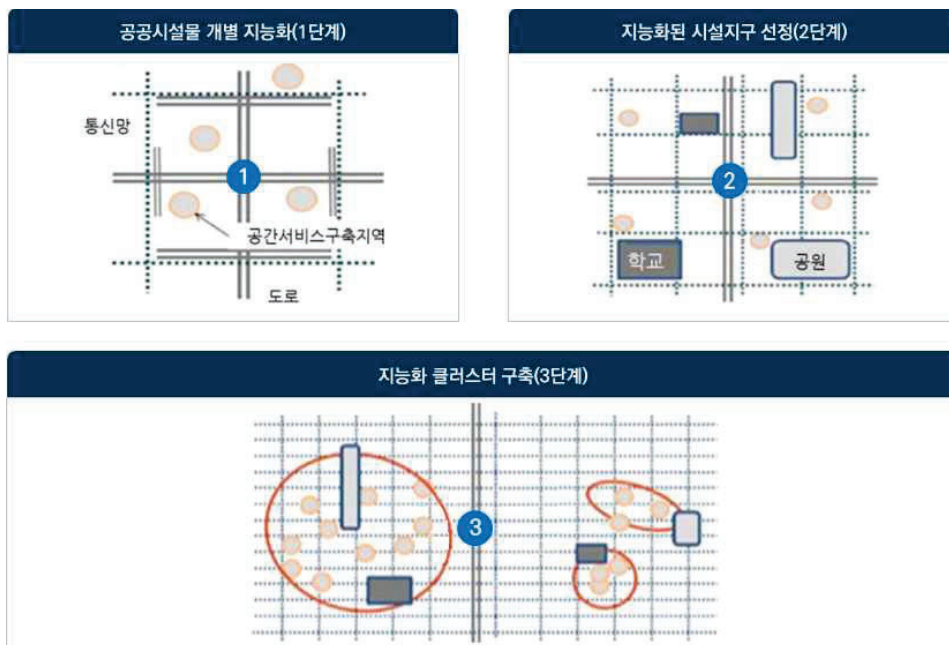 공공시설물 개별 지능화(1단계)
통신망
1
공간서비스구축지역
도로
지능화된 시설지구 선정(2단계)
2
학교
공원
지능화 클러스터 구축(3단계)
3